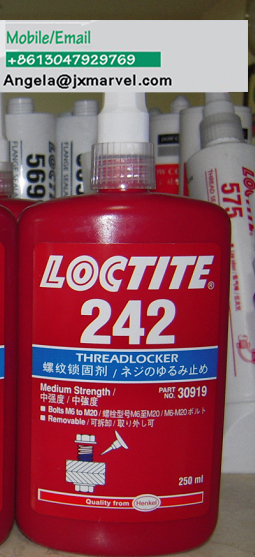 Mobile/Email
+8613047929769
Angela@jxmarvel.com
569
FLANGE SEALANT
575
LOCTITE®
242
THREADLOCKER
螺纹锁固剂 / ネジのゆるみ止め
Medium Strength /
中强度 / 中強度
PART NO. 30919
■ Bolts M6 to M20 / 螺栓型号M6至M20 / M6-M20ボルト
■ Removable / 可拆卸 / 取り外し可
250 ml
Quality from Henkel